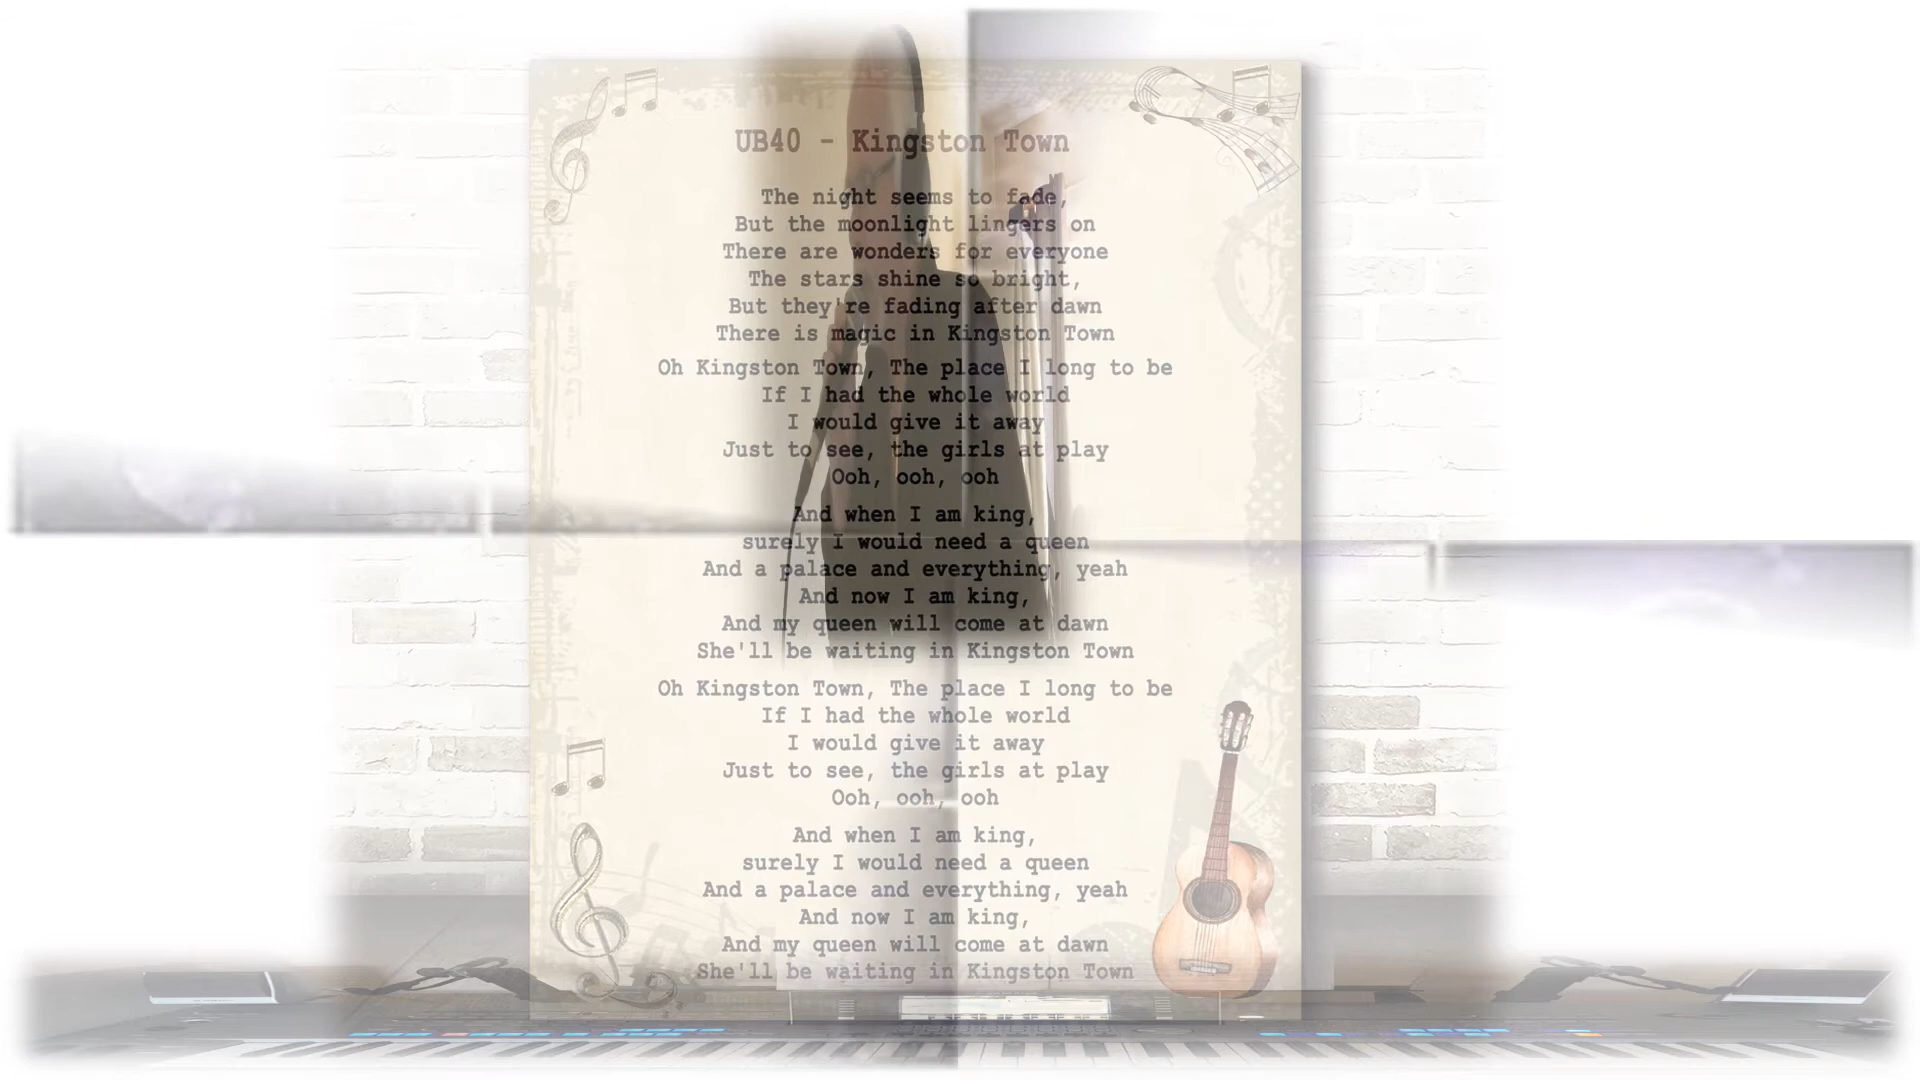 UB40 - Kingston Town
The night seems to fade,
But the moonlight lingers on
There are wonders for everyone
The stars shine so bright,
But they're fading after dawn
There is magic in Kingston Town
Oh Kingston Town, The place I long to be
If I had the whole world
I would give it away
Just to see, the girls at play
Ooh, ooh, ooh
And when I am king,
surely I would need a queen
And a palace and everything, yeah
And now I am king,
And my queen will come at dawn
She'll be waiting in Kingston Town
Oh Kingston Town, The place I long to be
If I had the whole world
I would give it away
Just to see, the girls at play
Ooh, ooh, ooh
And when I am king,
surely I would need a queen
And a palace and everything, yeah
And now I am king,
And my queen will come at dawn
She'll be waiting in Kingston Town